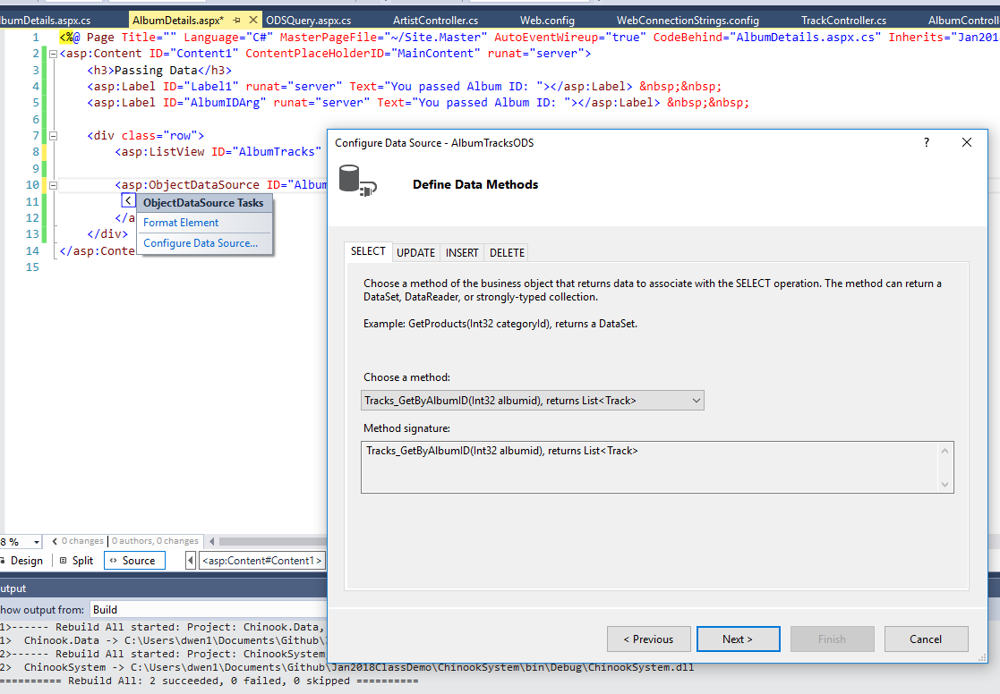 lbumDetails.aspx.cs AlbumDetails.aspx* ODSQuery.aspx.cs ArtistController.cs Web.config WebConnectionStrings.config TrackController.cs AlbumControll
1 <%@ Page Title="" Language="C#" MasterPageFile="~/Site.Master" AutoEventWireup="true" CodeBehind="AlbumDetails.aspx.cs" Inherits="Jan2018
2 <asp:Content ID="Content1" ContentPlaceHolderID="MainContent" runat="server">
3 <h3>Passing Data</h3>
4 <asp:Label ID="Label1" runat="server" Text="You passed Album ID: "></asp:Label> &nbsp;&nbsp;
5 <asp:Label ID="AlbumIDArg" runat="server" Text="You passed Album ID: "></asp:Label> &nbsp;&nbsp;
6
7 <div class="row">
8 <asp:ListView ID="AlbumTracks"
9
10 <asp:ObjectDataSource ID="Album
11
12 </a
13 </div>
14 </asp:Conte
15
< ObjectDataSource Tasks
Format Element
Configure Data Source...
Configure Data Source - AlbumTracksODS
?
Define Data Methods
SELECT UPDATE INSERT DELETE
Choose a method of the business object that returns data to associate with the SELECT operation. The method can return a
DataSet, DataReader, or strongly-typed collection.
Example: GetProducts(Int32 categoryId), returns a DataSet.
Choose a method:
Tracks_GetByAlbumID(Int32 albumid), returns List<Track>
Method signature:
Tracks_GetByAlbumID(Int32 albumid), returns List<Track>
< Previous Next > Finish Cancel
8 % 0 changes | 0 authors, 0 changes
Design Split Source <asp:Content#Content1>
utput
how output from: Build
1>------ Rebuild All started: Project: Chinook.Data,
1> Chinook.Data -> C:\Users\dwen1\Documents\Github\
2>------ Rebuild All started: Project: ChinookSystem
2> ChinookSystem -> C:\Users\dwen1\Documents\Github\Jan2018ClassDemo\ChinookSystem\bin\Debug\ChinookSystem.dll
========== Rebuild All: 2 succeeded, 0 failed, 0 skipped ==========